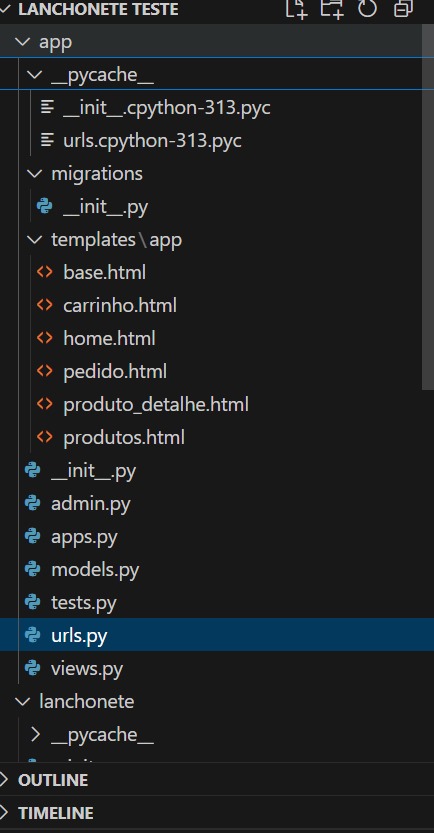 LANCHONETE TESTE
app
__pycache__
__init__.cpython-313.pyc
urls.cpython-313.pyc
migrations
__init__.py
templates\app
base.html
carrinho.html
home.html
pedido.html
produto_detalhe.html
produtos.html
__init__.py
admin.py
apps.py
models.py
tests.py
urls.py
views.py
lanchonete
__pycache__
OUTLINE
TIMELINE